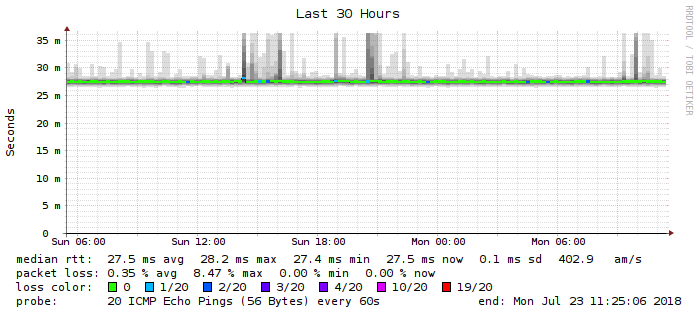 Last 30 Hours
RRDTOOL / TOBI OETIKER
Seconds
35 m
30 m
25 m
20 m
15 m
10 m
5 m
0
Sun 06:00 Sun 12:00 Sun 18:00 Mon 00:00 Mon 06:00
median rtt: 27.5 ms avg 28.2 ms max 27.4 ms min 27.5 ms now 0.1 ms sd 402.9 am/s
packet loss: 0.35 % avg 8.47 % max 0.00 % min 0.00 % now
loss color: 0 1/20 2/20 3/20 4/20 10/20 19/20
probe: 20 ICMP Echo Pings (56 Bytes) every 60s end: Mon Jul 23 11:25:06 2018